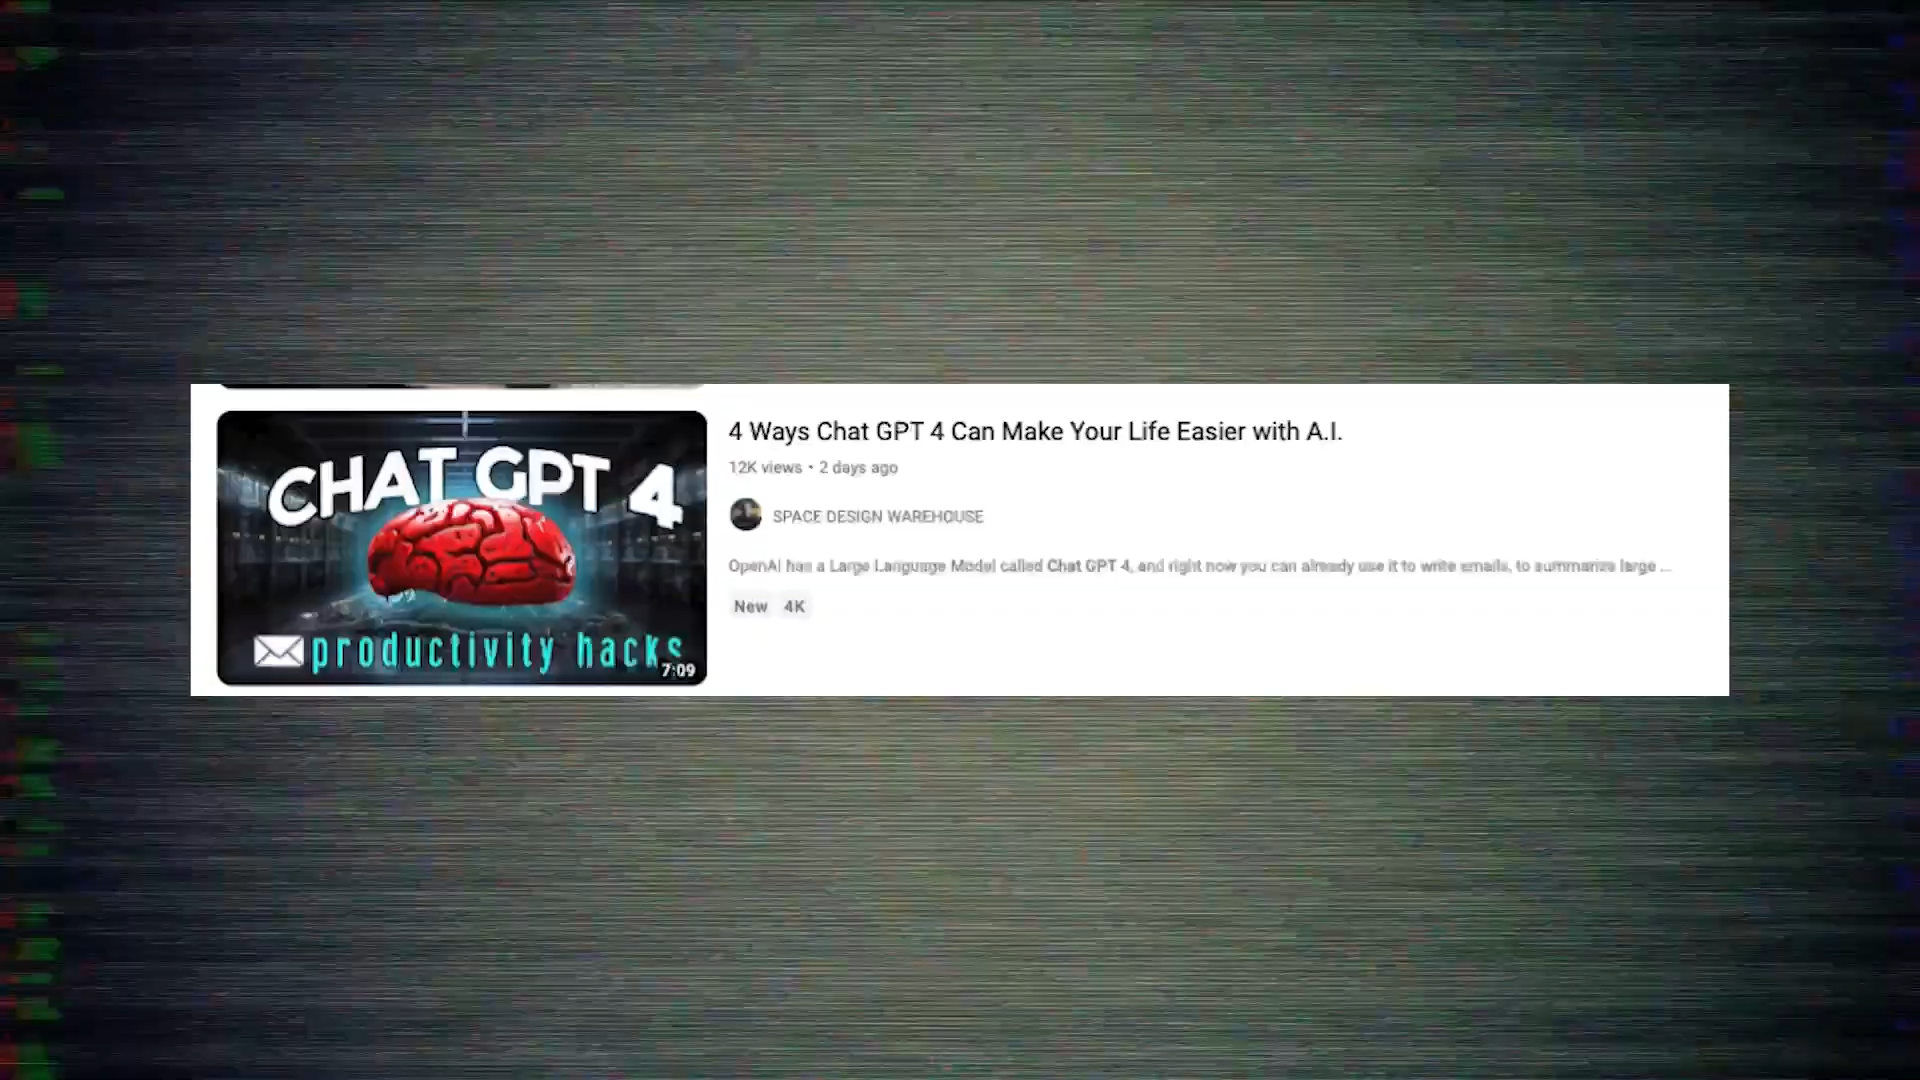 CHAT GPT 4
productivity hacks
7:09
4 Ways Chat GPT 4 Can Make Your Life Easier with A.I.
12K views • 2 days ago
SPACE DESIGN WAREHOUSE
OpenAI has a Large Language Model called Chat GPT 4, and right now you can already use it to write emails, to summarize large ...
New 4K